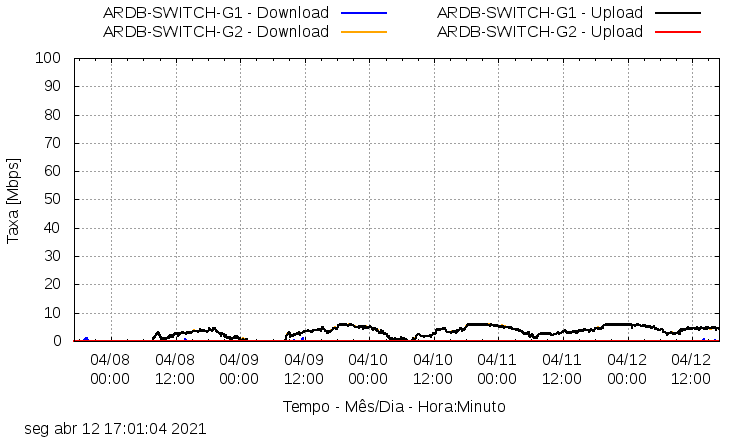 ARDB-SWITCH-G1 - Download ARDB-SWITCH-G1 - Upload
ARDB-SWITCH-G2 - Download ARDB-SWITCH-G2 - Upload
100
90
80
70
60
50
40
30
20
10
0
Taxa [Mbps]
04/08 04/08 04/09 04/09 04/10 04/10 04/11 04/11 04/12 04/12
00:00 12:00 00:00 12:00 00:00 12:00 00:00 12:00 00:00 12:00
Tempo - Mês/Dia - Hora:Minuto
seg abr 12 17:01:04 2021